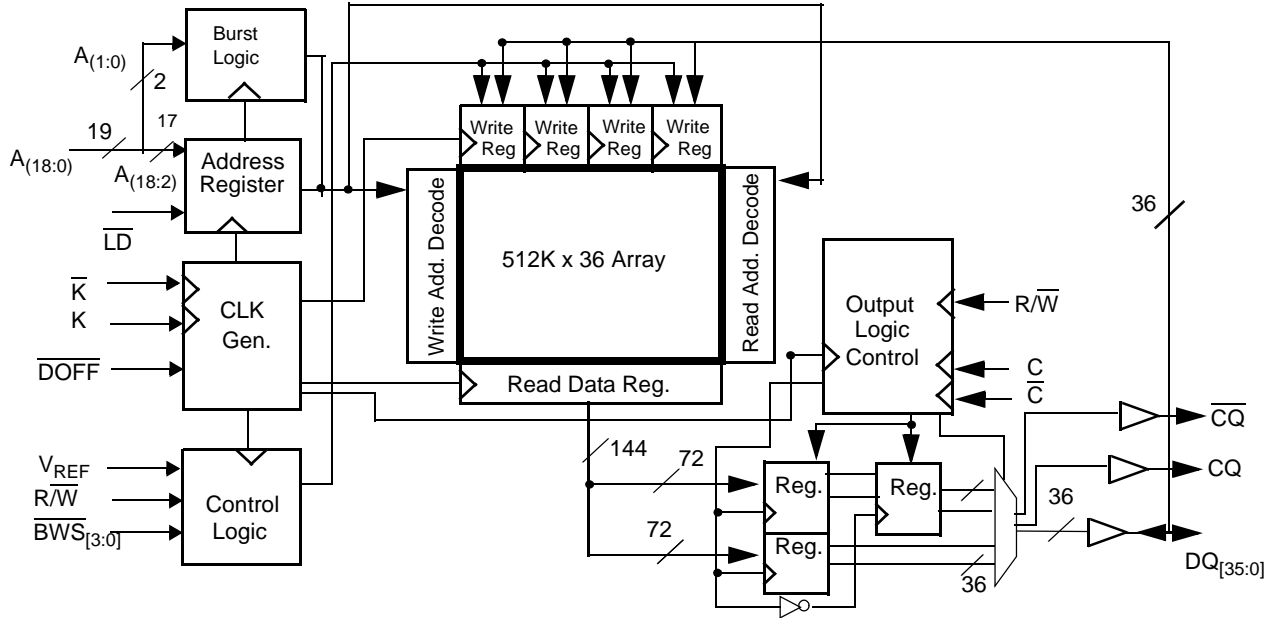 Burst
Logic
A(1:0)
2
19
17
A(18:0)
A(18:2)
Address
Register
LD
K
K
CLK
Gen.
DOFF
VREF
R/W
BWS[3:0]
Control
Logic
Write Reg
Write Reg
Write Reg
Write Reg
Write Add. Decode
512K x 36 Array
Read Add. Decode
Read Data Reg.
144
72
72
Output
Logic
Control
R/W
C
C
Reg.
Reg.
Reg.
36
36
36
CQ
CQ
DQ[35:0]